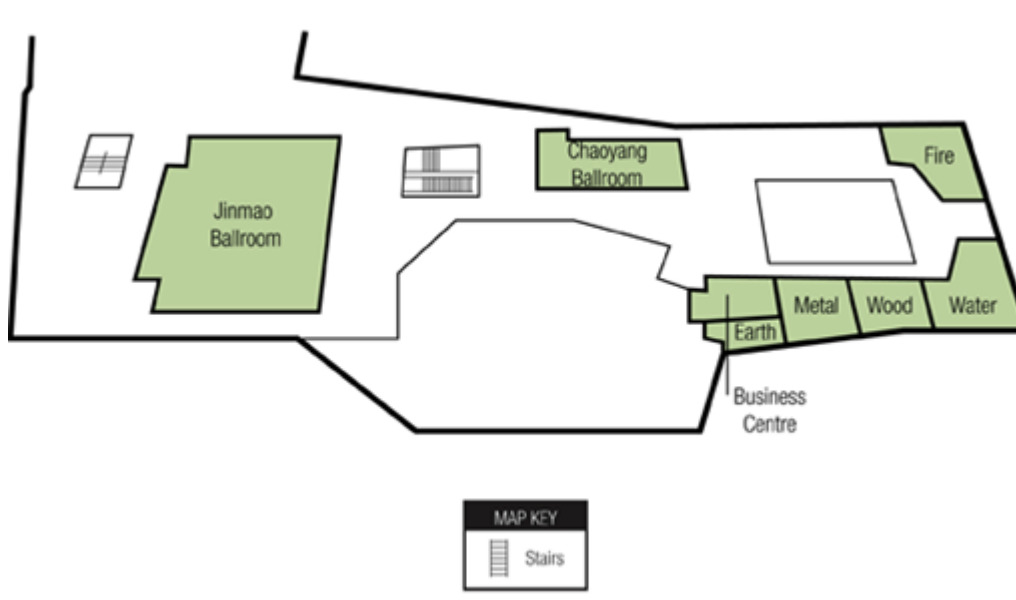 Chaoyang
Ballroom
Fire
Jinmao
Ballroom
Metal
Wood
Water
Earth
Business
Centre
MAP KEY
Stairs